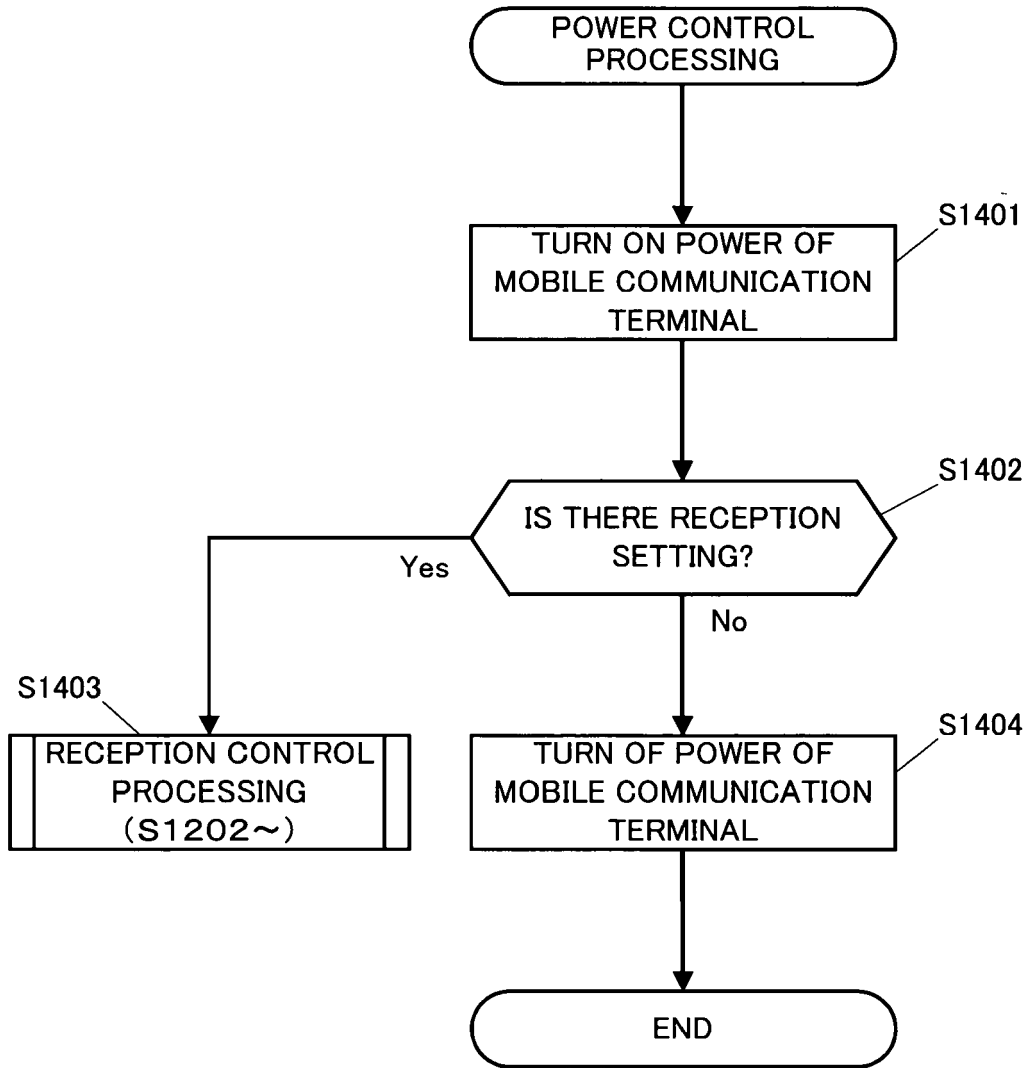 POWER CONTROL
PROCESSING
S1401
TURN ON POWER OF
MOBILE COMMUNICATION
TERMINAL
S1402
IS THERE RECEPTION
SETTING?
Yes
No
S1403
RECEPTION CONTROL
PROCESSING
(S1202～)
S1404
TURN OF POWER OF
MOBILE COMMUNICATION
TERMINAL
END